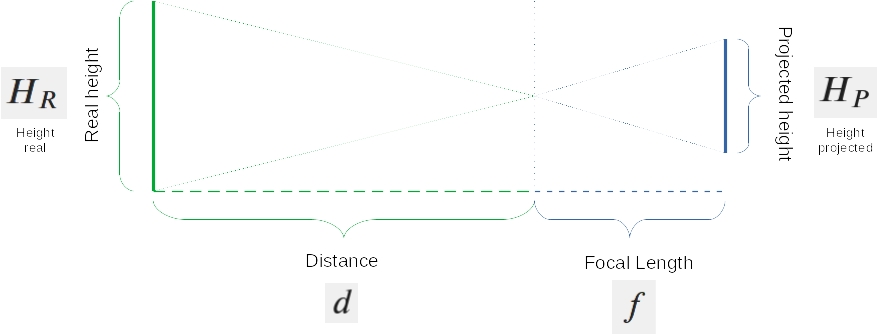 H_R
Height
real
Real height
Projected height
H_P
Height
projected
Distance
d
Focal Length
f